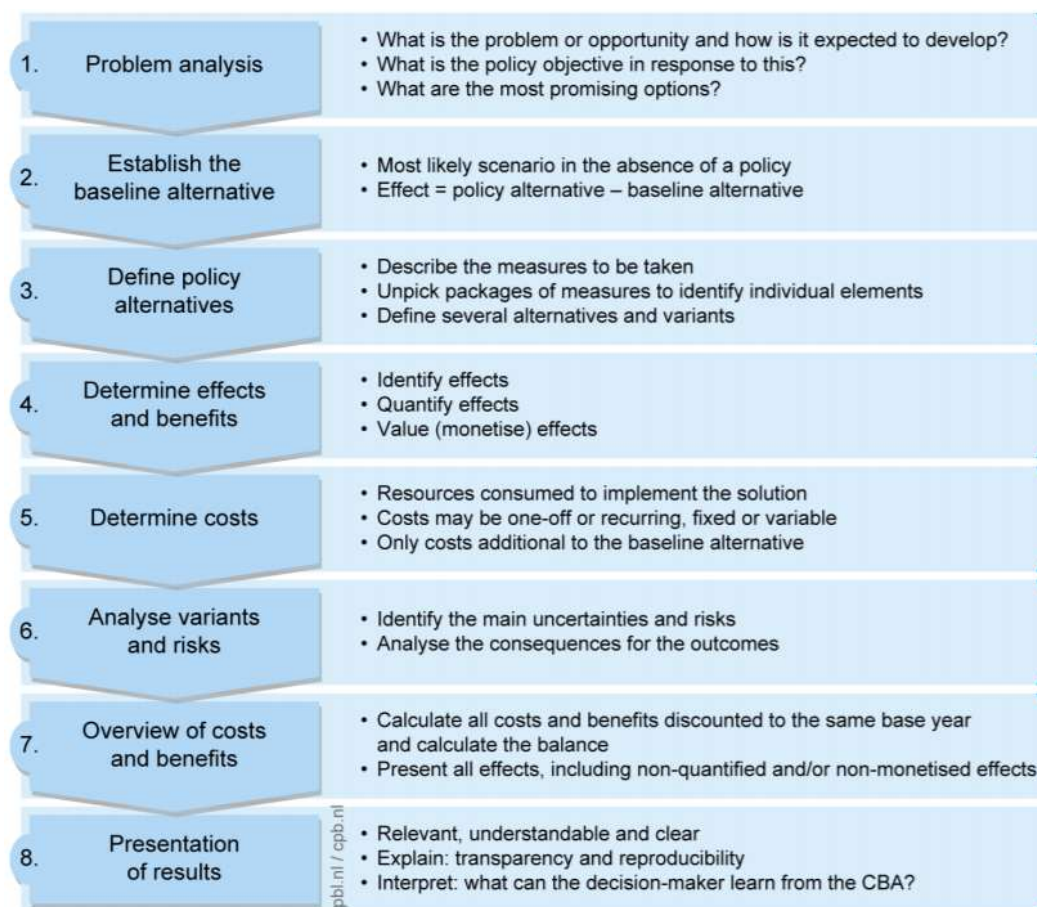 1. Problem analysis
• What is the problem or opportunity and how is it expected to develop?
• What is the policy objective in response to this?
• What are the most promising options?
2. Establish the
baseline alternative
• Most likely scenario in the absence of a policy
• Effect = policy alternative – baseline alternative
3. Define policy
alternatives
• Describe the measures to be taken
• Unpick packages of measures to identify individual elements
• Define several alternatives and variants
4. Determine effects
and benefits
• Identify effects
• Quantify effects
• Value (monetise) effects
5. Determine costs
• Resources consumed to implement the solution
• Costs may be one-off or recurring, fixed or variable
• Only costs additional to the baseline alternative
6. Analyse variants
and risks
• Identify the main uncertainties and risks
• Analyse the consequences for the outcomes
7. Overview of costs
and benefits
• Calculate all costs and benefits discounted to the same base year
and calculate the balance
• Present all effects, including non-quantified and/or non-monetised effects
8. Presentation
of results
• Relevant, understandable and clear
• Explain: transparency and reproducibility
• Interpret: what can the decision-maker learn from the CBA?
pbl.nl / cpb.nl